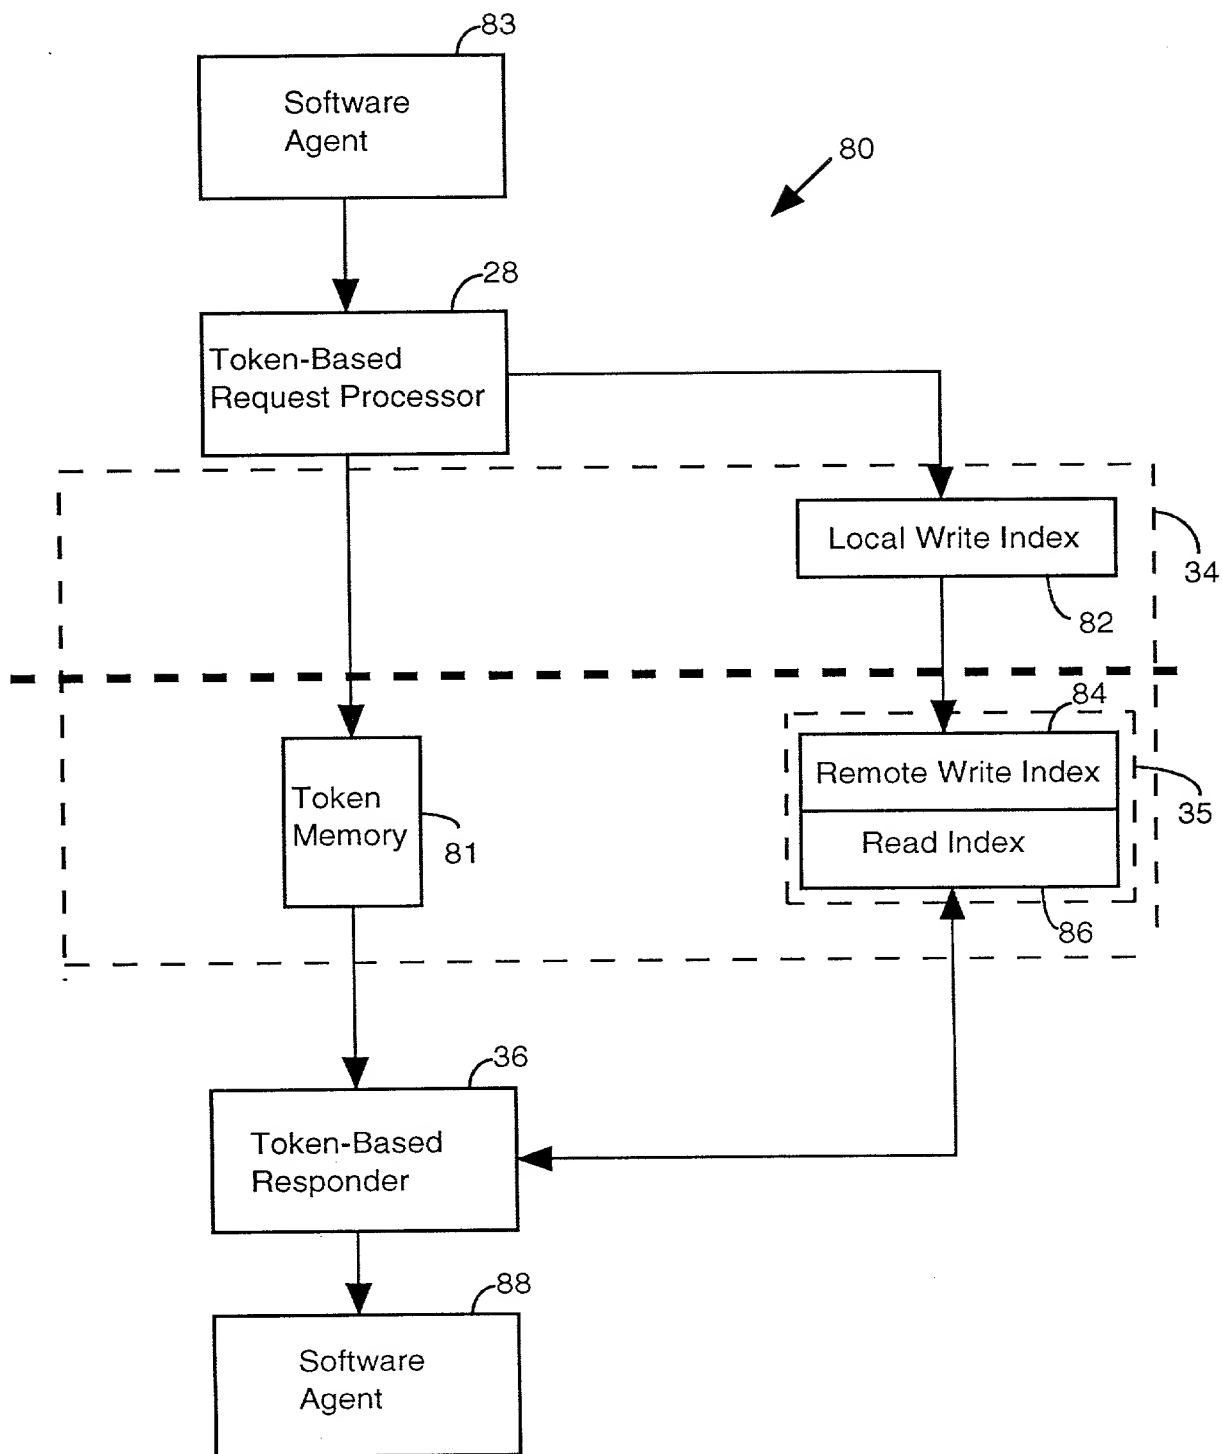 83
Software
Agent
80
28
Token-Based
Request Processor
Local Write Index
34
82
84
Remote Write Index
35
Token
Memory
81
Read Index
86
36
Token-Based
Responder
88
Software
Agent